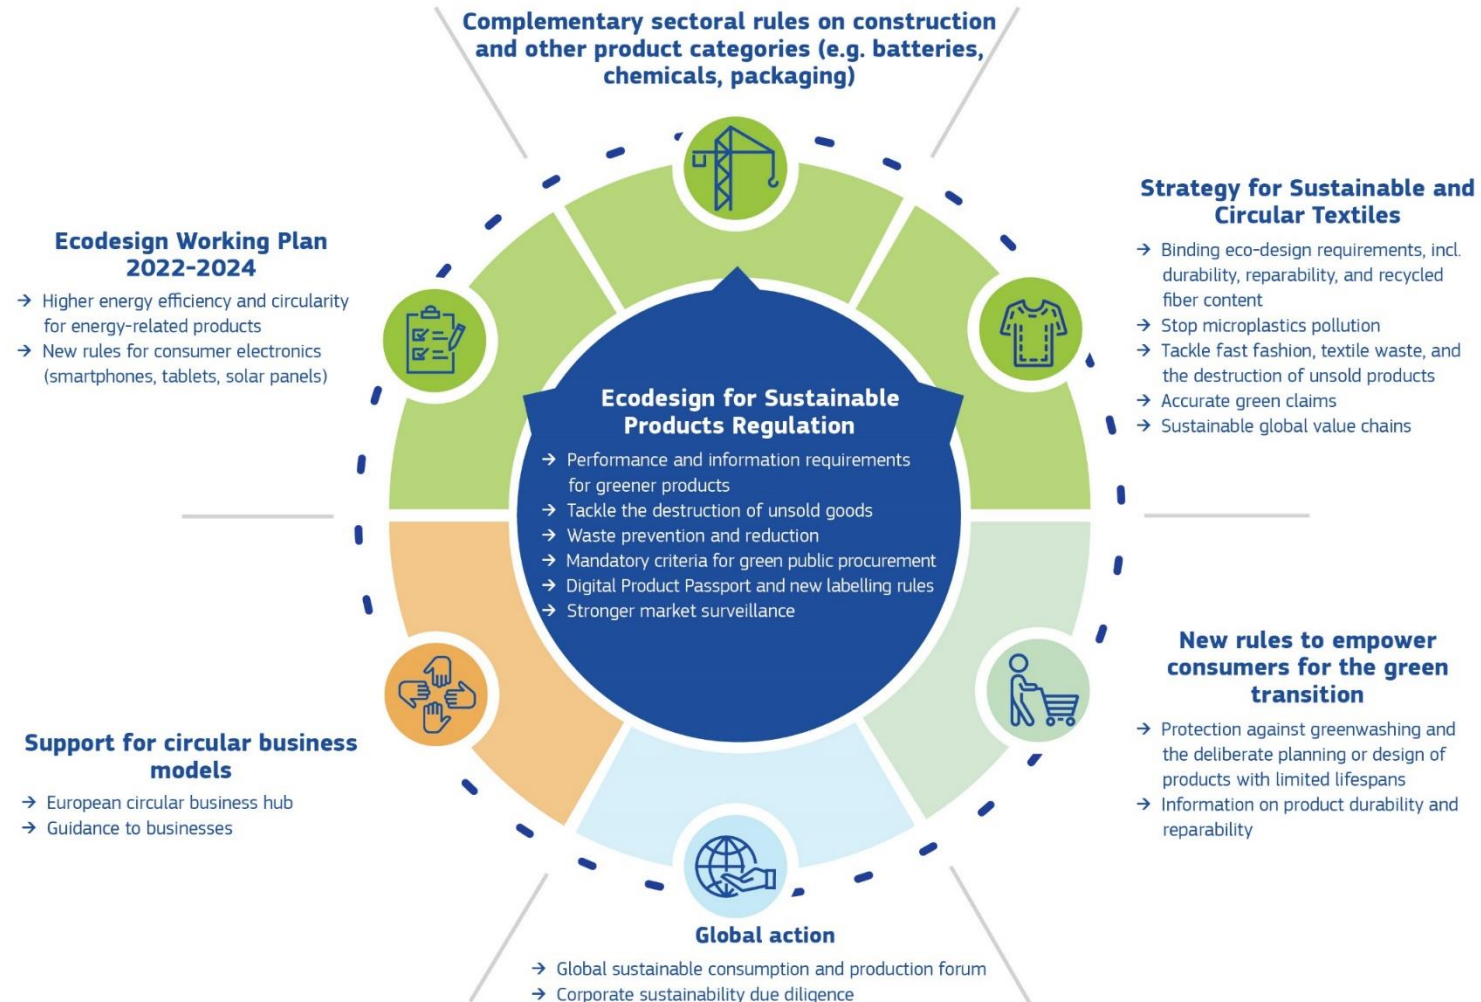 Complementary sectoral rules on construction
and other product categories (e.g. batteries,
chemicals, packaging)
Strategy for Sustainable and
Circular Textiles
→ Binding eco-design requirements, incl.
durability, reparability, and recycled
fiber content
→ Stop microplastics pollution
→ Tackle fast fashion, textile waste, and
the destruction of unsold products
→ Accurate green claims
→ Sustainable global value chains
Ecodesign Working Plan
2022-2024
→ Higher energy efficiency and circularity
for energy-related products
→ New rules for consumer electronics
(smartphones, tablets, solar panels)
Ecodesign for Sustainable
Products Regulation
→ Performance and information requirements
for greener products
→ Tackle the destruction of unsold goods
→ Waste prevention and reduction
→ Mandatory criteria for green public procurement
→ Digital Product Passport and new labelling rules
→ Stronger market surveillance
New rules to empower
consumers for the green
transition
→ Protection against greenwashing and
the deliberate planning or design of
products with limited lifespans
→ Information on product durability and
reparability
Support for circular business
models
→ European circular business hub
→ Guidance to businesses
Global action
→ Global sustainable consumption and production forum
→ Corporate sustainability due diligence